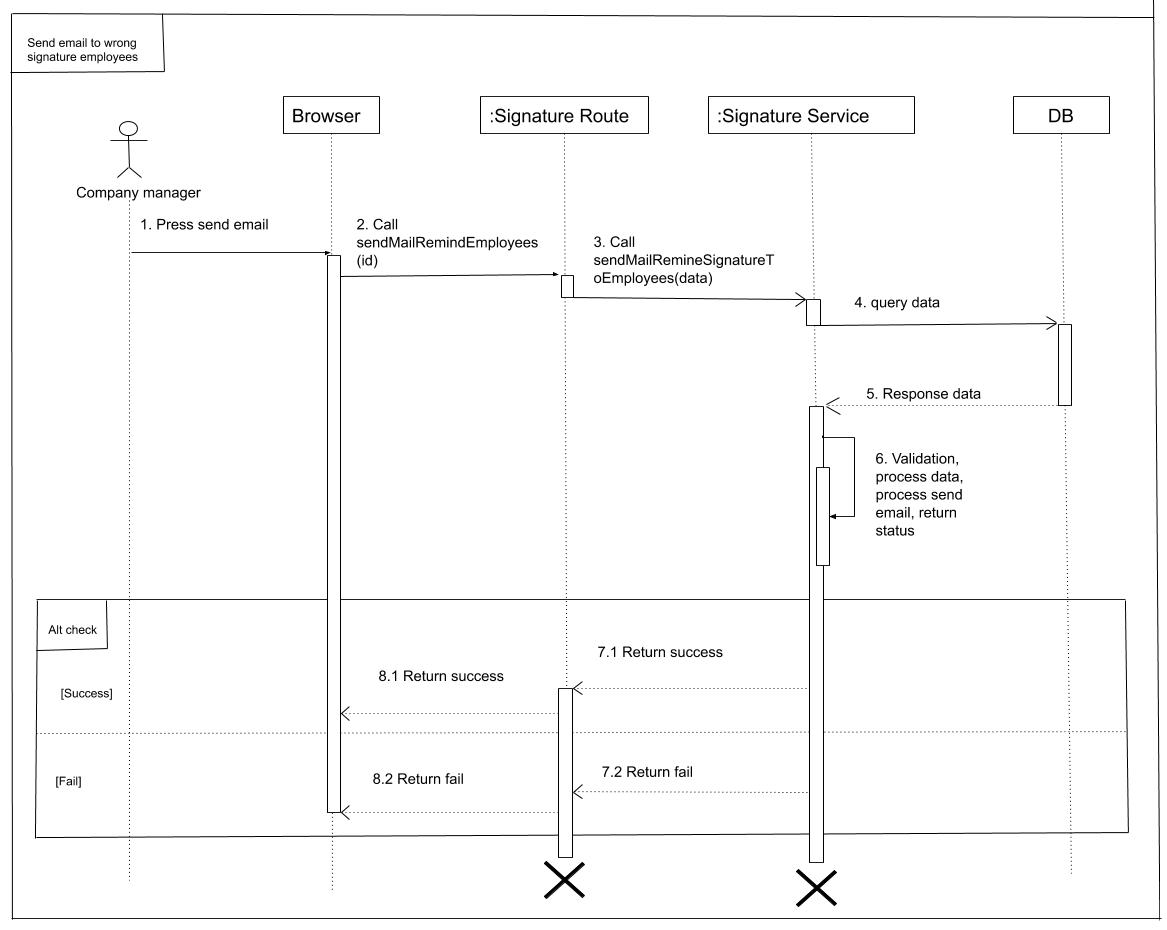 Send email to wrong
signature employees
Browser
:Signature Route
:Signature Service
DB
Company manager
1. Press send email
2. Call
sendMailRemindEmployees
(id)
3. Call
sendMailRemineSignatureT
oEmployees(data)
4. query data
5. Response data
6. Validation,
process data,
process send
email, return
status
Alt check
7.1 Return success
8.1 Return success
[Success]
7.2 Return fail
8.2 Return fail
[Fail]